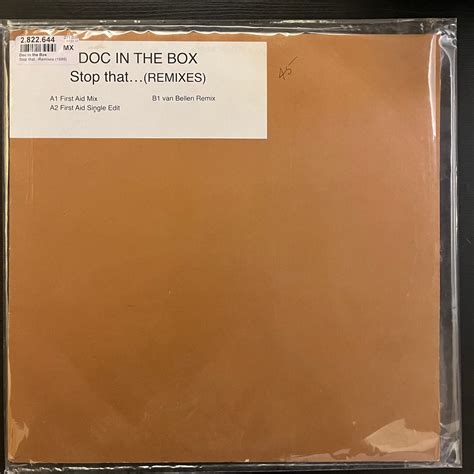 2.822.644
MX
Doc in the Box
Stop that..Remixes
DOC IN THE BOX
Stop that...(REMIXES)
A1 First Aid Mix
B1 van Bellen Remix
A2 First Aid Single Edit
45